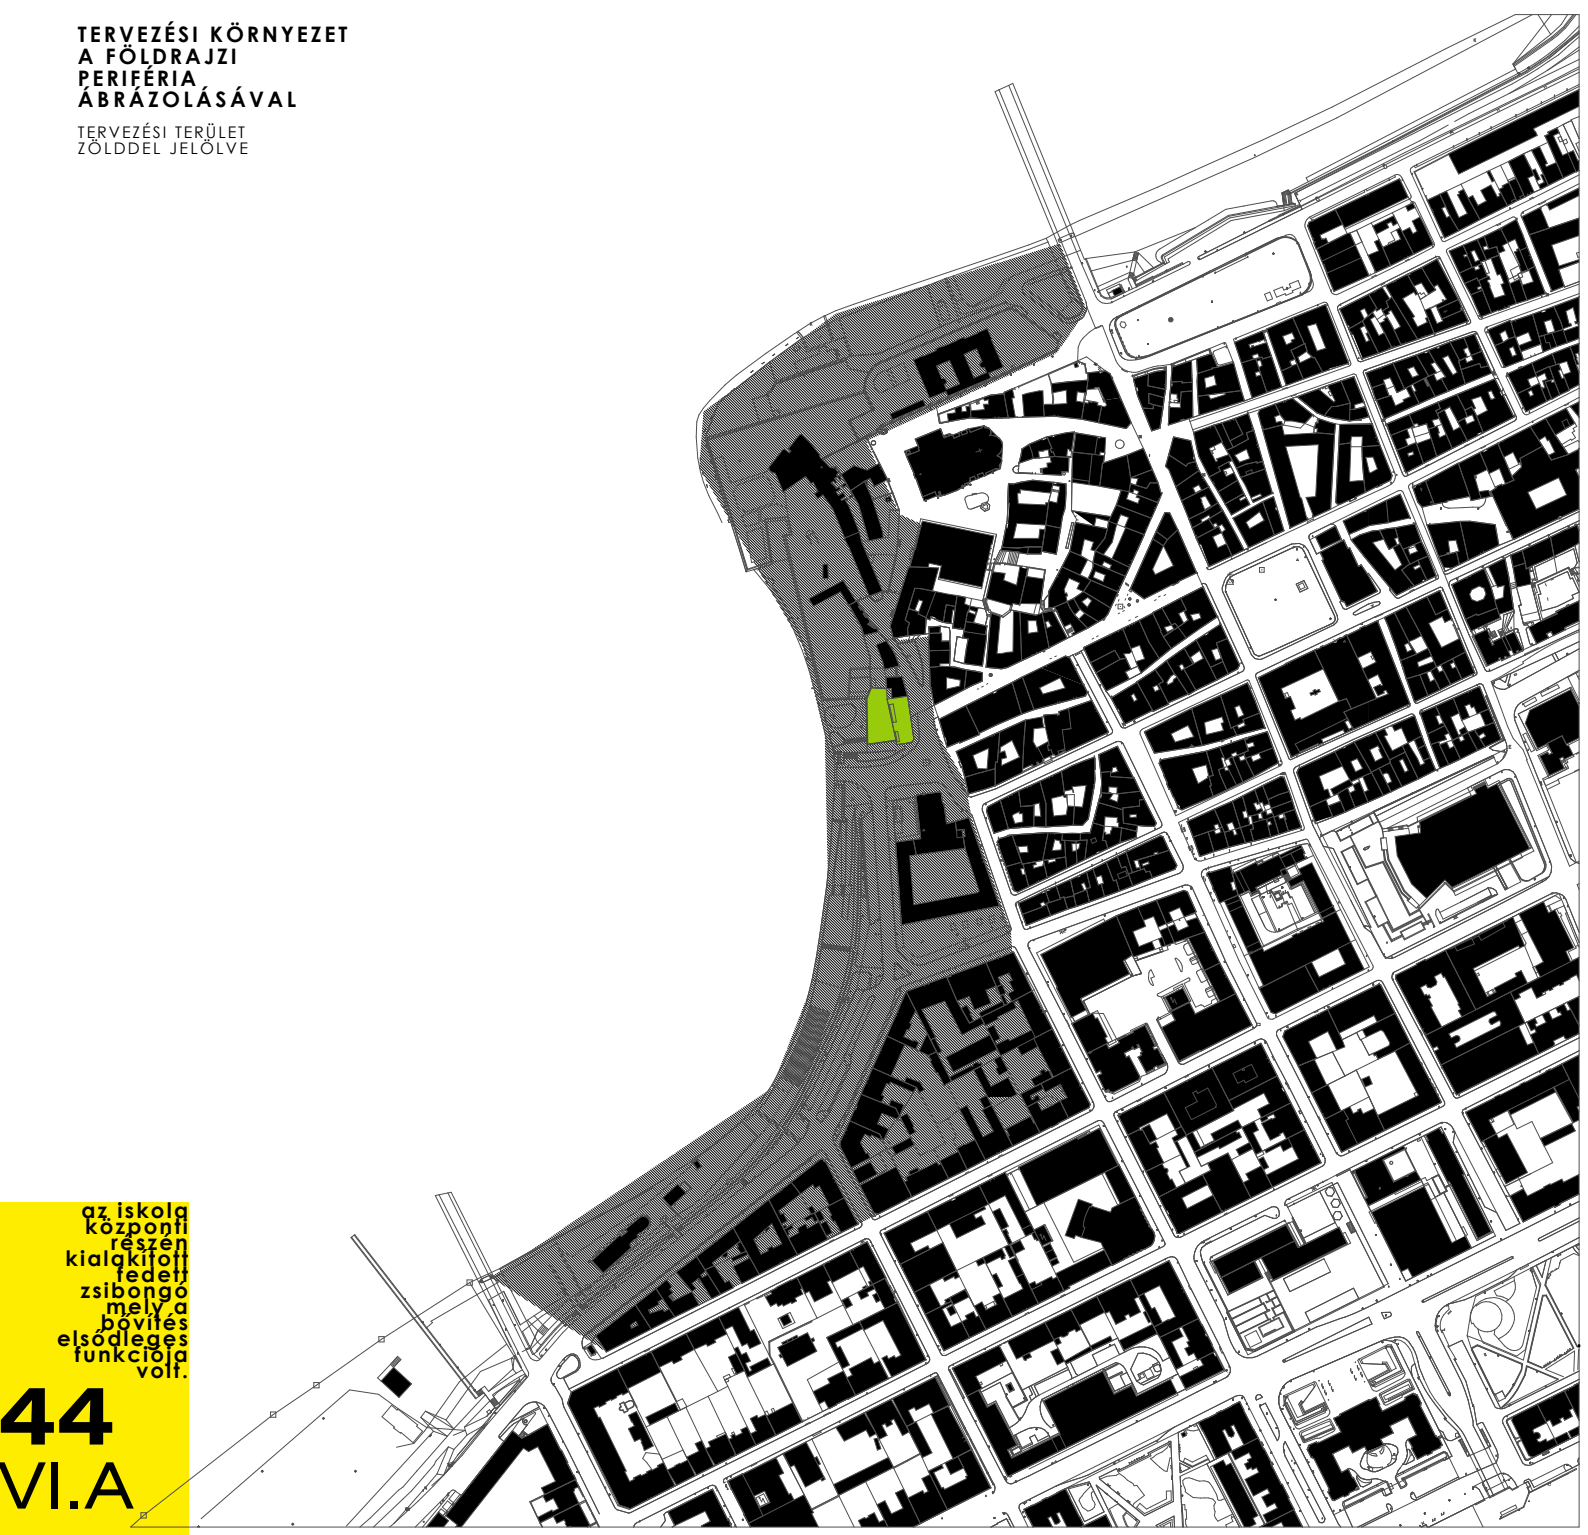 TERVEZÉSI KÖRNYEZET
A FÖLDRAJZI
PERIFÉRIA
ÁBRÁZOLÁSÁVAL
TERVEZÉSI TERÜLET
ZÖLDDEL JELÖLVE
az iskola
központi
részén
kialakított
fedett
zsibongó
mely a
bővítés
elsődleges
funkciója
volt.
44
VI.A